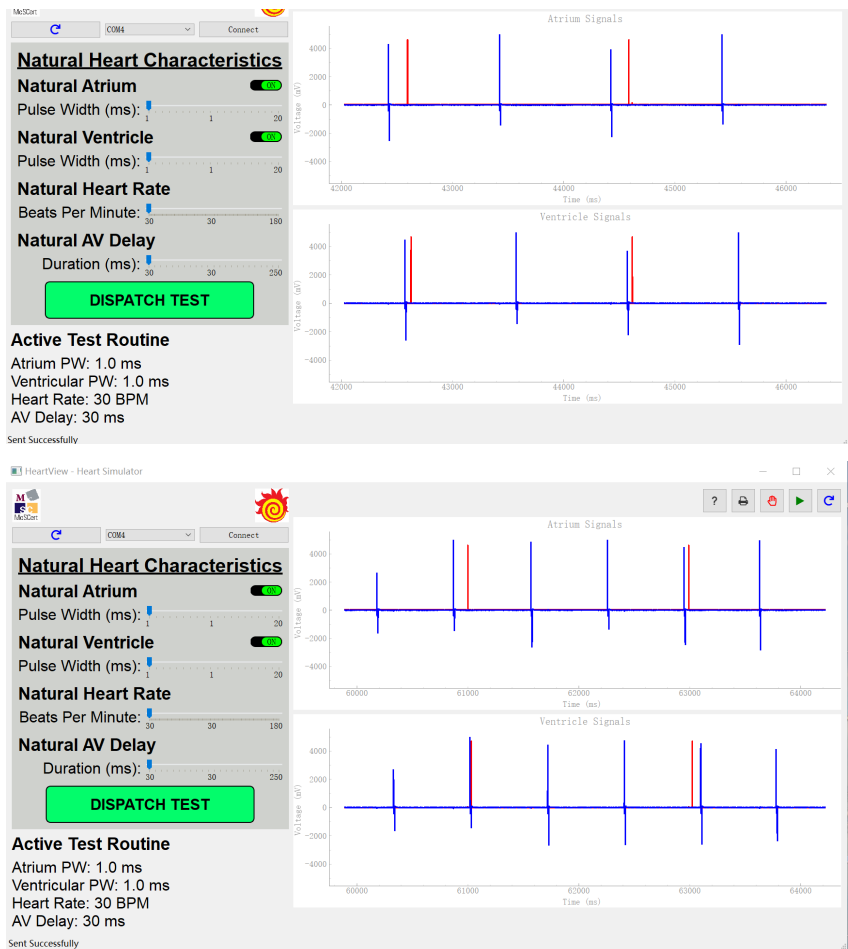 MacSCert
COM4
Connect
Natural Heart Characteristics
Natural Atrium
ON
Pulse Width (ms):
1
1
20
Natural Ventricle
ON
Pulse Width (ms):
1
1
20
Natural Heart Rate
Beats Per Minute:
30
30
180
Natural AV Delay
Duration (ms):
30
30
250
DISPATCH TEST
Active Test Routine
Atrium PW: 1.0 ms
Ventricular PW: 1.0 ms
Heart Rate: 30 BPM
AV Delay: 30 ms
Sent Successfully
Atrium Signals
Voltage (mV)
4000
2000
0
−2000
−4000
42000
43000
44000
45000
46000
Time (ms)
Ventricle Signals
Voltage (mV)
4000
2000
0
−2000
−4000
42000
43000
44000
45000
46000
Time (ms)
HeartView - Heart Simulator
M
SC
MacSCert
?
COM4
Connect
Natural Heart Characteristics
Natural Atrium
ON
Pulse Width (ms):
1
1
20
Natural Ventricle
ON
Pulse Width (ms):
1
1
20
Natural Heart Rate
Beats Per Minute:
30
30
180
Natural AV Delay
Duration (ms):
30
30
250
DISPATCH TEST
Active Test Routine
Atrium PW: 1.0 ms
Ventricular PW: 1.0 ms
Heart Rate: 30 BPM
AV Delay: 30 ms
Sent Successfully
Atrium Signals
Voltage (mV)
4000
2000
0
−2000
−4000
60000
61000
62000
63000
64000
Time (ms)
Ventricle Signals
Voltage (mV)
4000
2000
0
−2000
−4000
60000
61000
62000
63000
64000
Time (ms)